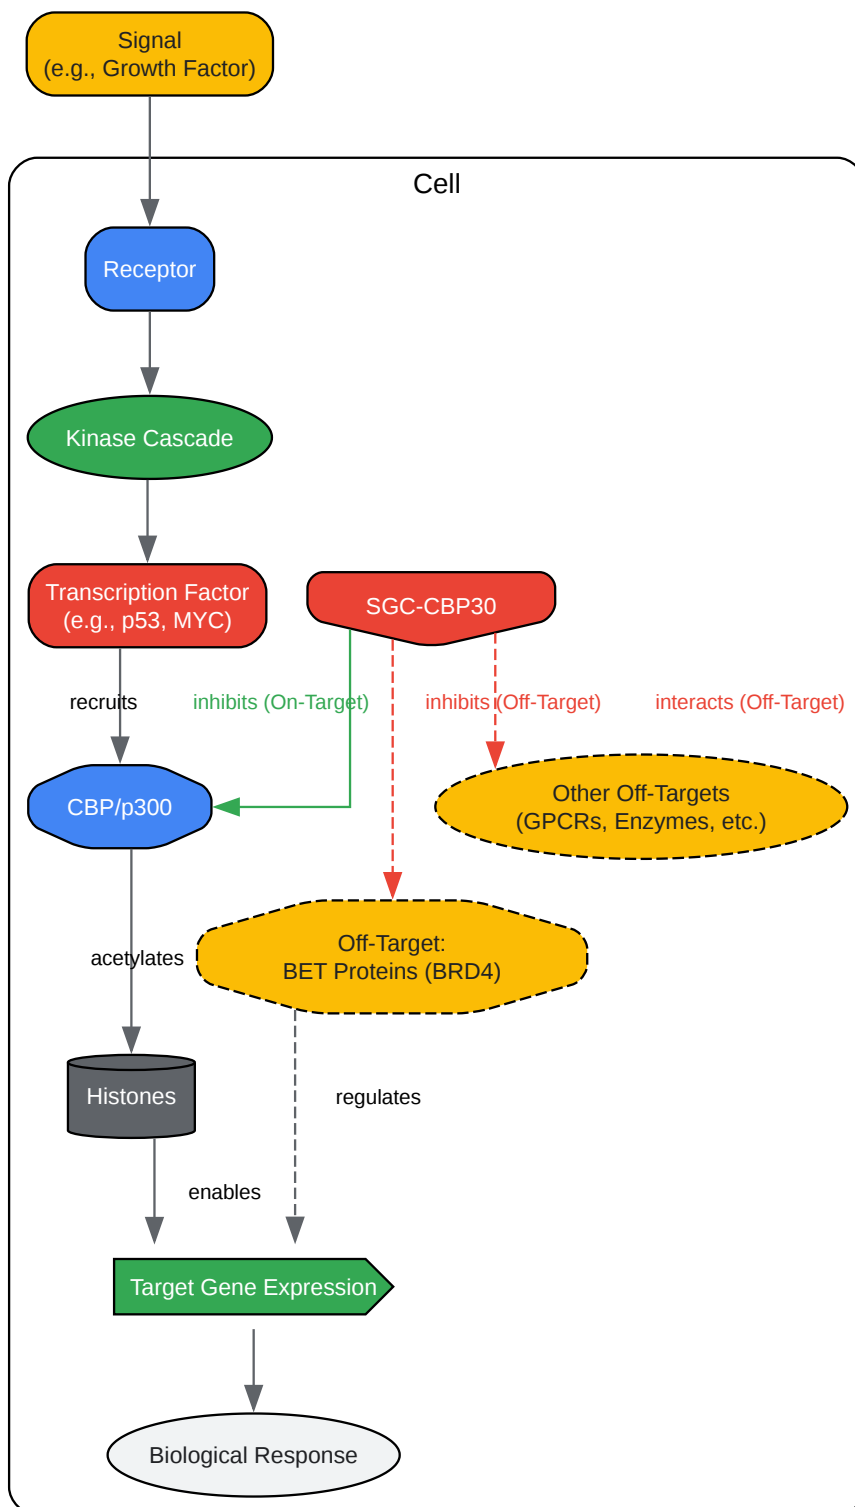 Signal
(e.g., Growth Factor)
Cell
Receptor
Kinase Cascade
Transcription Factor
(e.g., p53, MYC)
SGC-CBP30
recruits
inhibits (On-Target)
inhibits (Off-Target)
interacts (Off-Target)
CBP/p300
Other Off-Targets
(GPCRs, Enzymes, etc.)
Off-Target:
BET Proteins (BRD4)
acetylates
Histones
regulates
enables
Target Gene Expression
Biological Response